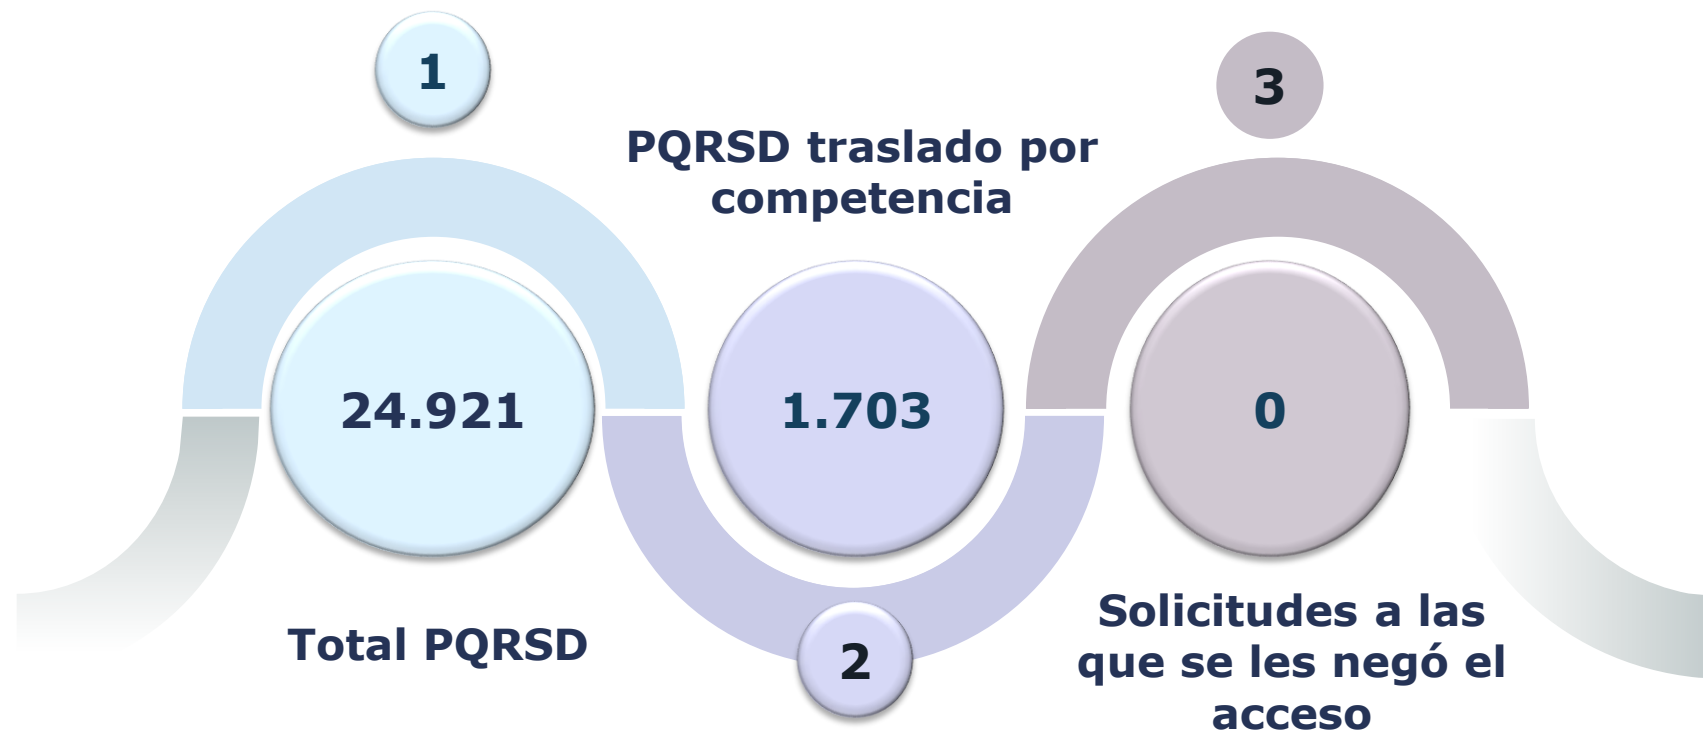 1
24.921
Total PQRSD
PQRSD traslado por
competencia
1.703
2
3
0
Solicitudes a las
que se les negó el
acceso